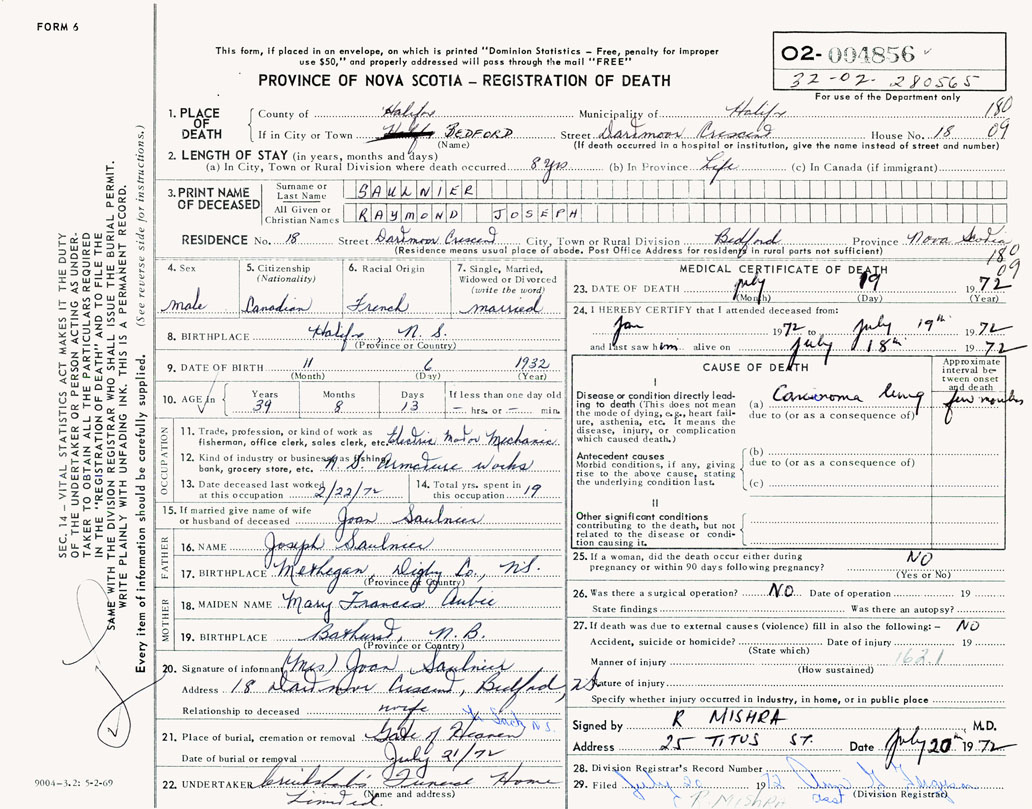 FORM 6
This form, if placed in an envelope, on which is printed "Dominion Statistics – Free, penalty for improper
use $50," and properly addressed will pass through the mail "FREE"
PROVINCE OF NOVA SCOTIA – REGISTRATION OF DEATH
02- 004856
32-02- 280565
For use of the Department only
1. PLACE OF DEATH
County of Halifax Municipality of Halifax 180
If in City or Town BEDFORD Street Dartmoor Crescent House No. 18 09
(Name) (If death occurred in a hospital or institution, give the name instead of street and number)
2. LENGTH OF STAY (in years, months and days)
(a) In City, Town or Rural Division where death occurred 8 yrs (b) In Province Life (c) In Canada (if immigrant)
3. PRINT NAME OF DECEASED
Surname or Last Name SAULNIER
All Given or Christian Names RAYMOND JOSEPH
RESIDENCE No. 18 Street Dartmoor Crescent City, Town or Rural Division Bedford Province Nova Scotia
(Residence means usual place of abode. Post Office Address for residents in rural parts not sufficient)
180
09
4. Sex
male
5. Citizenship
(Nationality)
Canadian
6. Racial Origin
French
7. Single, Married,
Widowed or Divorced
(write the word)
married
8. BIRTHPLACE Halifax, N.S.
(Province or Country)
9. DATE OF BIRTH 11 6 1932
(Month) (Day) (Year)
10. AGE in
Years Months Days If less than one day old
39 8 13 – hrs. or – min.
OCCUPATION
11. Trade, profession or kind of work as
fisherman, office clerk, sales clerk, etc. Electric Motor Mechanic
12. Kind of industry or business as fishing,
bank, grocery store, etc. N.S. Armature Works
13. Date deceased last worked
at this occupation 2/22/72
14. Total yrs. spent in
this occupation 19
15. If married give name of wife
or husband of deceased Joan Saulnier
FATHER
16. NAME Joseph Saulnier
17. BIRTHPLACE Methegan, Digby Co., NS.
(Province or Country)
MOTHER
18. MAIDEN NAME Mary Frances Aubie
19. BIRTHPLACE Bathurst, N.B.
(Province or Country)
20. Signature of informant (Mrs) Joan Saulnier
Address 18 Dartmoor Crescent, Bedford, NS
Relationship to deceased wife
Lr. Sack N.S.
21. Place of burial, cremation or removal Gate of Heaven
Date of burial or removal July 21/72
22. UNDERTAKER Cruikshank's Funeral Home
(Name and address)
Limited.
MEDICAL CERTIFICATE OF DEATH
23. DATE OF DEATH July 19 1972
(Month) (Day) (Year)
24. I HEREBY CERTIFY that I attended deceased from:
Jan 1972 to July 19th 1972
and last saw him alive on July 18th 1972
CAUSE OF DEATH
Approximate
interval be-
tween onset
and death
I
Disease or condition directly lead-
ing to death (This does not mean
the mode of dying, e.g., heart fail-
ure, asthenia, etc. It means the
disease, injury, or complication
which caused death.)
(a) Carcinoma lung few months
due to (or as a consequence of)
Antecedent causes
Morbid conditions, if any, giving
rise to the above cause, stating
the underlying condition last.
(b)
due to (or as a consequence of)
(c)
II
Other significant conditions
contributing to the death, but not
related to the disease or condi-
tion causing it.
25. If a woman, did the death occur either during
pregnancy or within 90 days following pregnancy? NO
(Yes or No)
26. Was there a surgical operation? NO Date of operation 19
State findings Was there an autopsy?
27. If death was due to external causes (violence) fill in also the following:– NO
Accident, suicide or homicide? Date of injury 19
(State which)
162.1
Manner of injury
(How sustained)
Nature of injury
Specify whether injury occurred in industry, in home, or in public place
Signed by R MISHRA M.D.
Address 25 TITUS ST. Date July 20th 1972
28. Division Registrar's Record Number
29. Filed July 20 1972
(Division Registrar)
R. MISHRA
SEC. 14 – VITAL STATISTICS ACT MAKES IT THE DUTY
OF THE UNDERTAKER OR PERSON ACTING AS UNDER-
TAKER TO OBTAIN ALL THE PARTICULARS REQUIRED
IN THE "REGISTRATION OF DEATH" AND TO FILE THE
SAME WITH THE DIVISION REGISTRAR WHO SHALL ISSUE THE BURIAL PERMIT.
WRITE PLAINLY WITH UNFADING INK. THIS IS A PERMANENT RECORD.
Every item of information should be carefully supplied. (See reverse side for instructions.)
9004-3.2: 5-2-69